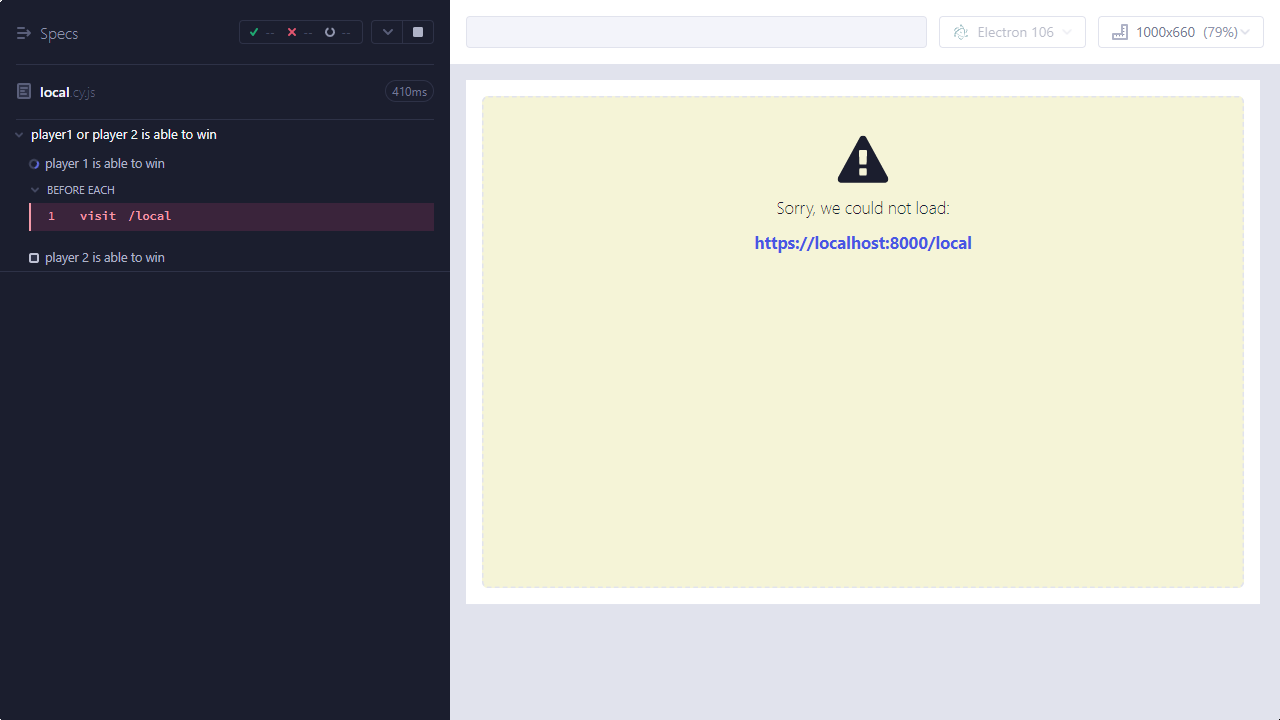 Specs
-- -- --
Electron 106
1000x660 (79%)
local.cy.js
410ms
player1 or player 2 is able to win
player 1 is able to win
BEFORE EACH
1 visit /local
player 2 is able to win
Sorry, we could not load:
https://localhost:8000/local